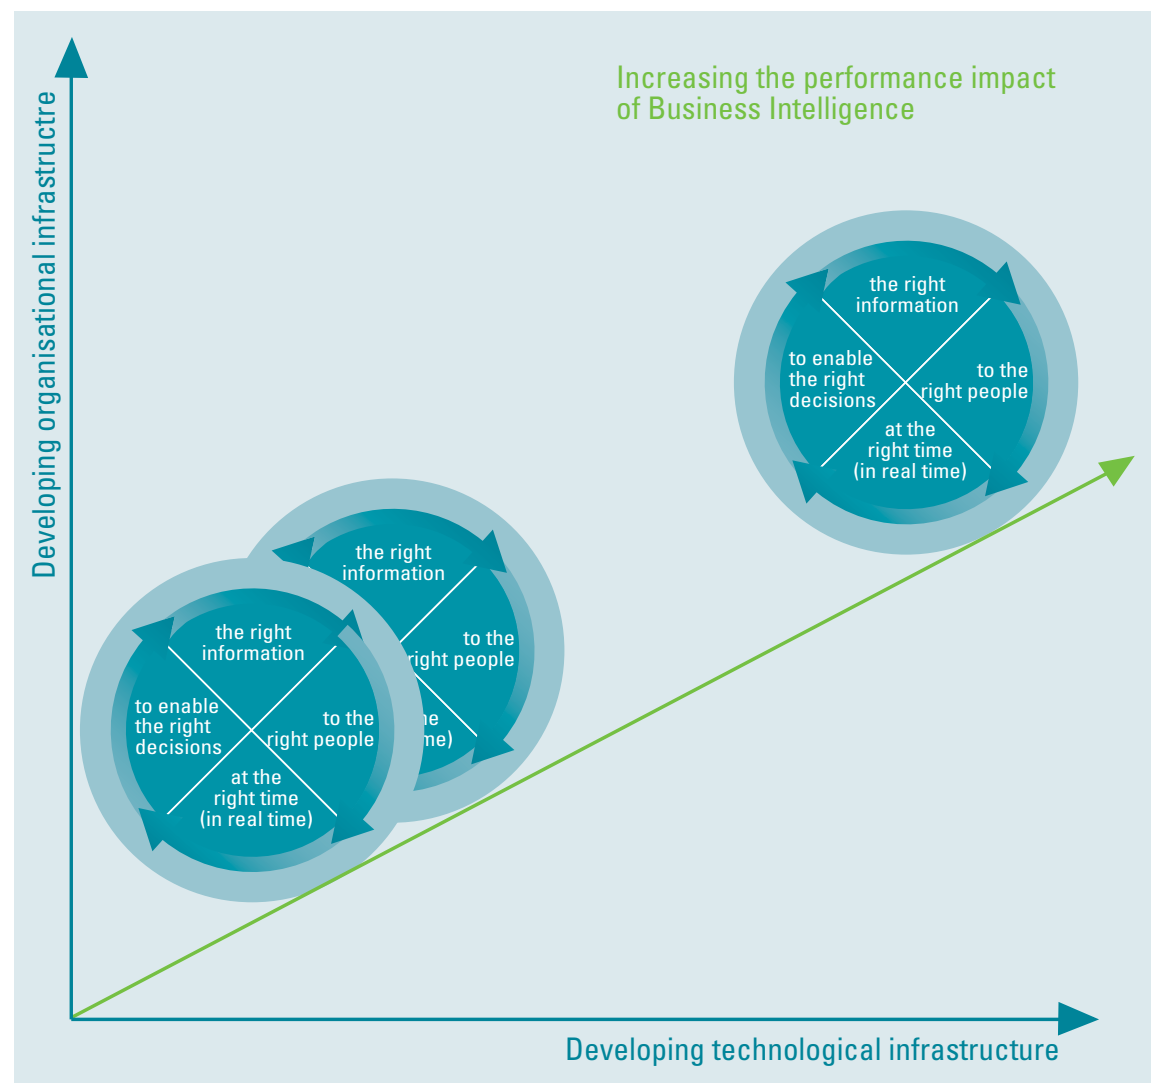 Increasing the performance impact
of Business Intelligence
Developing organisational infrastructre
the right
information
to enable
the right
decisions
to the
right people
at the
right time
(in real time)
the right
information
to the
right people
the right
information
to enable
the right
decisions
to the
right people
at the
right time
(in real time)
Developing technological infrastructure